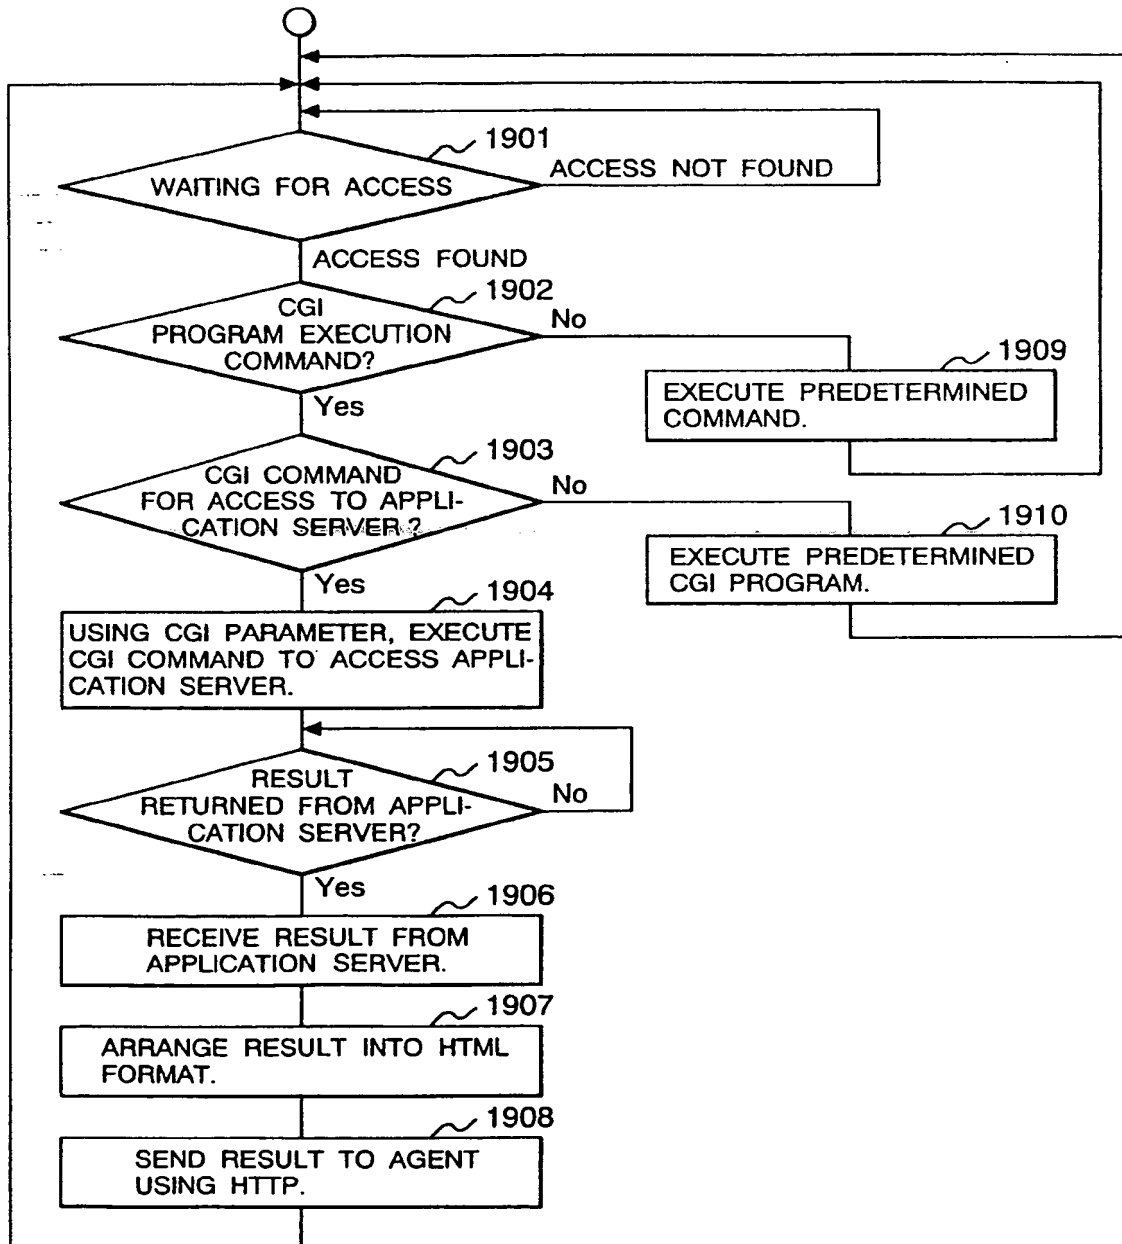 1901
WAITING FOR ACCESS
ACCESS NOT FOUND
ACCESS FOUND
1902
CGI
PROGRAM EXECUTION
COMMAND?
No
Yes
1909
EXECUTE PREDETERMINED
COMMAND.
1903
CGI COMMAND
FOR ACCESS TO APPLI-
CATION SERVER?
No
Yes
1910
EXECUTE PREDETERMINED
CGI PROGRAM.
1904
USING CGI PARAMETER, EXECUTE
CGI COMMAND TO ACCESS APPLI-
CATION SERVER.
1905
RESULT
RETURNED FROM APPLI-
CATION SERVER?
No
Yes
1906
RECEIVE RESULT FROM
APPLICATION SERVER.
1907
ARRANGE RESULT INTO HTML
FORMAT.
1908
SEND RESULT TO AGENT
USING HTTP.